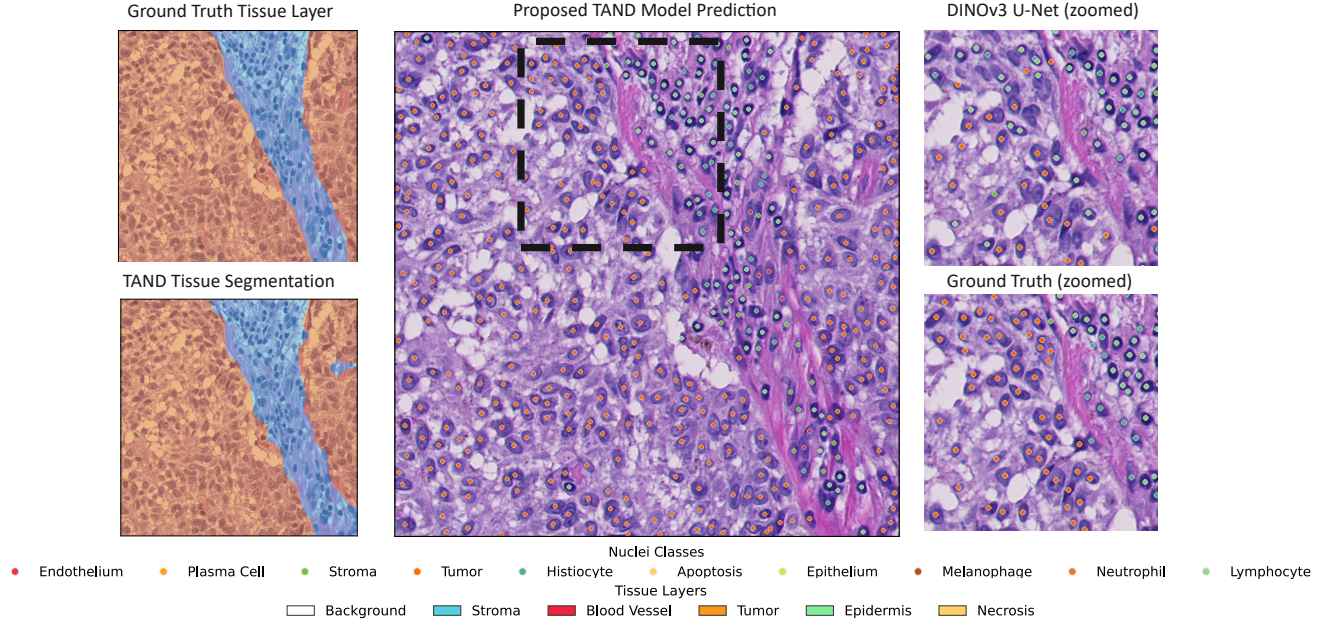 Ground Truth Tissue Layer
Proposed TAND Model Prediction
DINOv3 U-Net (zoomed)
TAND Tissue Segmentation
Ground Truth (zoomed)
Nuclei Classes
Endothelium Plasma Cell Stroma Tumor Histiocyte Apoptosis Epithelium Melanophage Neutrophil Lymphocyte
Tissue Layers
Background Stroma Blood Vessel Tumor Epidermis Necrosis